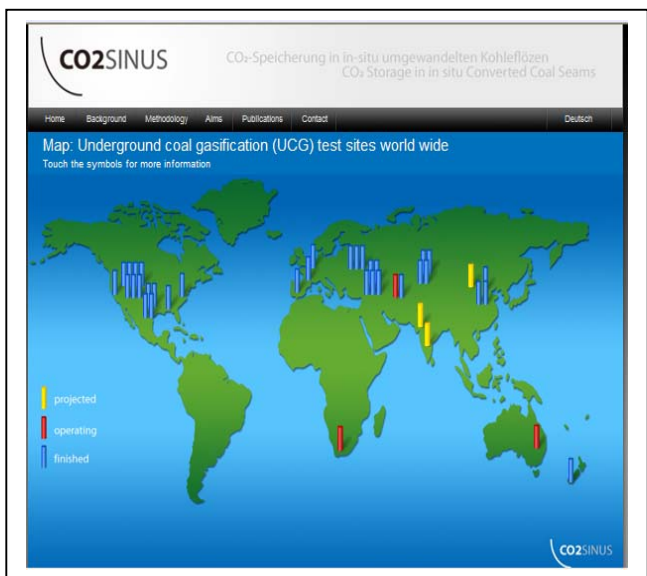 CO2SINUS
CO₂-Speicherung in in-situ umgewandelten Kohleflözen
CO₂ Storage in in situ Converted Coal Seams
Home Background Methodology Aims Publications Contact Deutsch
Map: Underground coal gasification (UCG) test sites world wide
Touch the symbols for more information
projected
operating
finished
CO2SINUS